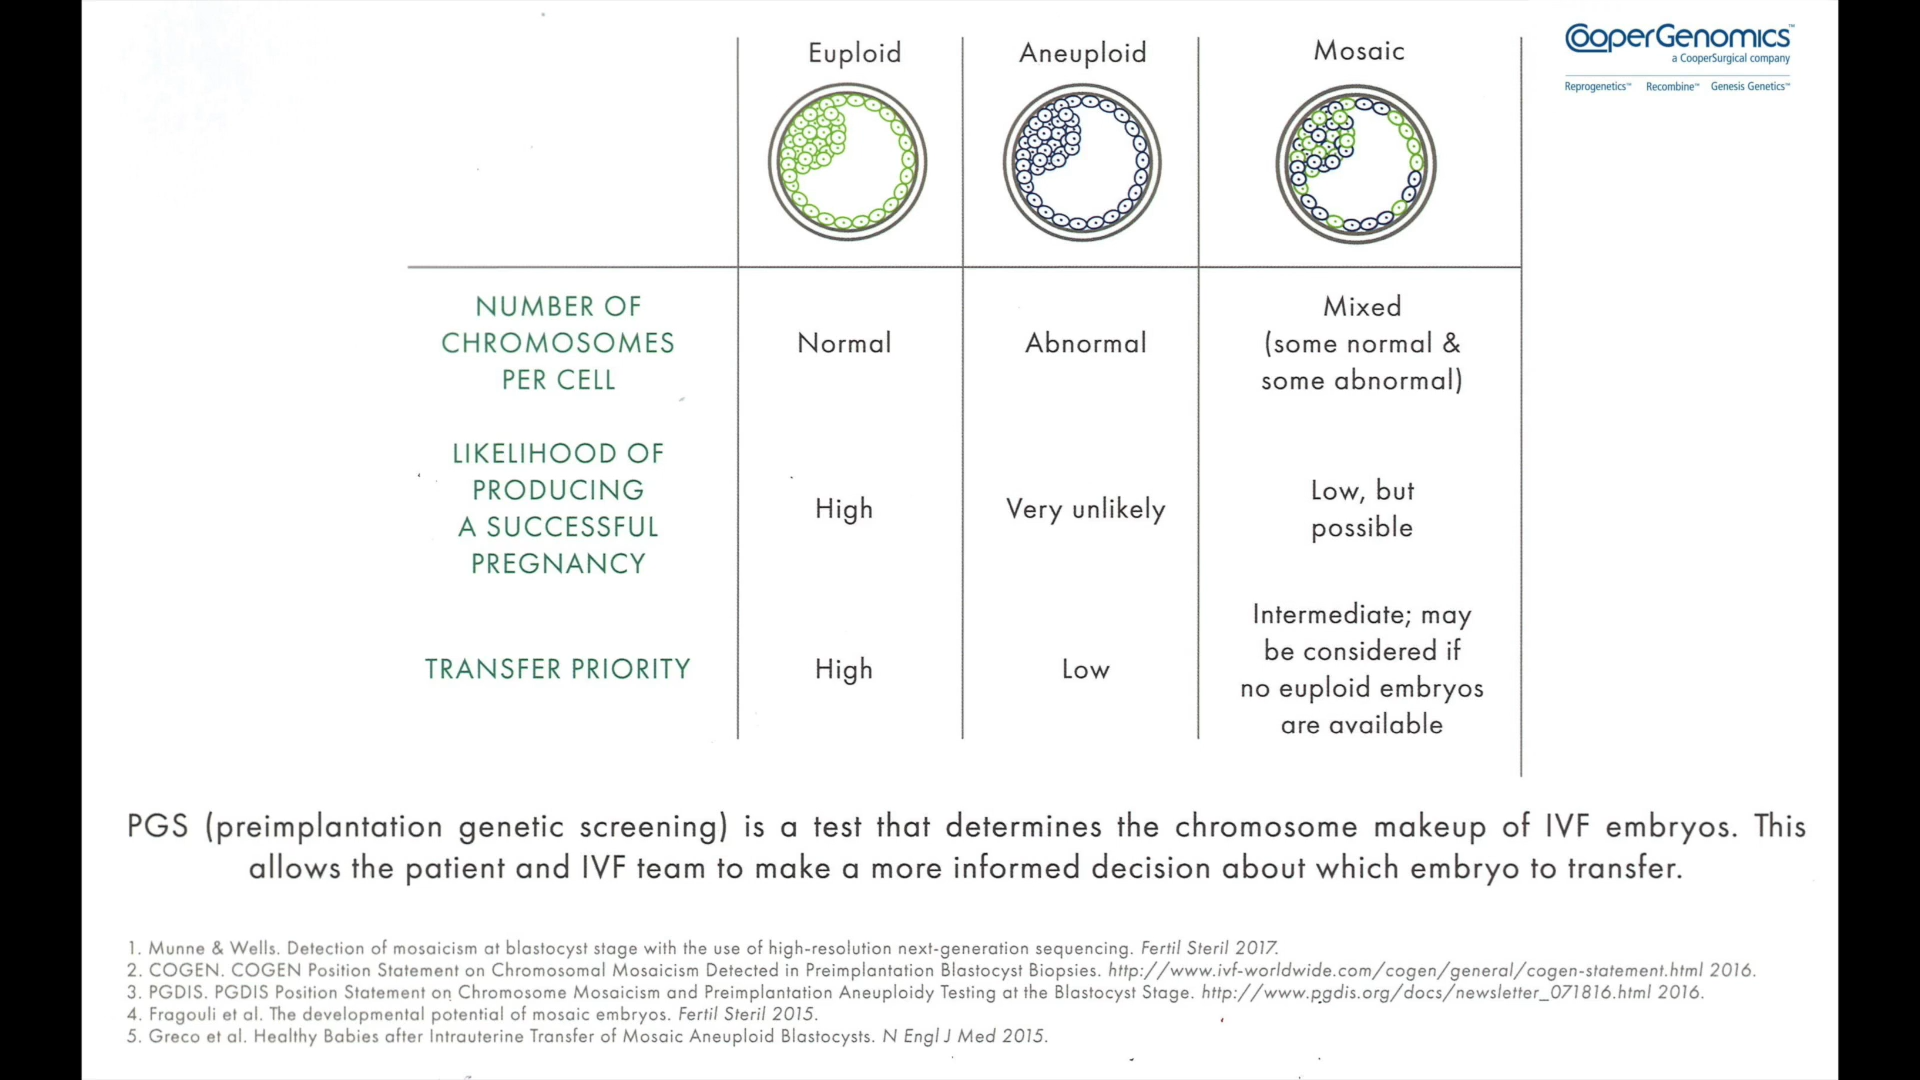 CooperGenomics™
a CooperSurgical company
Reprogenetics™ Recombine™ Genesis Genetics™
Euploid Aneuploid Mosaic
NUMBER OF
CHROMOSOMES
PER CELL
Normal
Abnormal
Mixed
(some normal &
some abnormal)
LIKELIHOOD OF
PRODUCING
A SUCCESSFUL
PREGNANCY
High
Very unlikely
Low, but
possible
TRANSFER PRIORITY
High
Low
Intermediate; may
be considered if
no euploid embryos
are available
PGS (preimplantation genetic screening) is a test that determines the chromosome makeup of IVF embryos. This
allows the patient and IVF team to make a more informed decision about which embryo to transfer.
1. Munne & Wells. Detection of mosaicism at blastocyst stage with the use of high-resolution next-generation sequencing. Fertil Steril 2017.
2. COGEN. COGEN Position Statement on Chromosomal Mosaicism Detected in Preimplantation Blastocyst Biopsies. http://www.ivf-worldwide.com/cogen/general/cogen-statement.html 2016.
3. PGDIS. PGDIS Position Statement on Chromosome Mosaicism and Preimplantation Aneuploidy Testing at the Blastocyst Stage. http://www.pgdis.org/docs/newsletter_071816.html 2016.
4. Fragouli et al. The developmental potential of mosaic embryos. Fertil Steril 2015.
5. Greco et al. Healthy Babies after Intrauterine Transfer of Mosaic Aneuploid Blastocysts. N Engl J Med 2015.